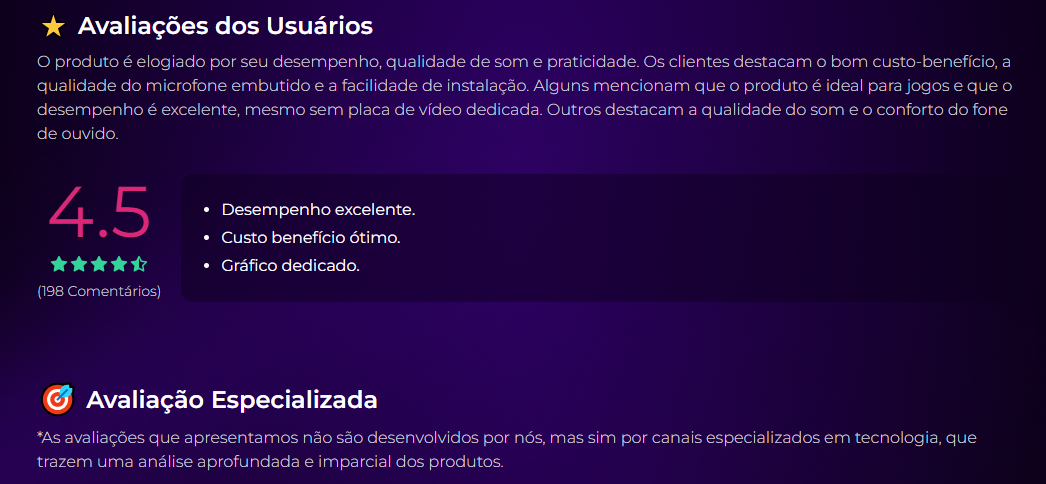 Avaliações dos Usuários
O produto é elogiado por seu desempenho, qualidade de som e praticidade. Os clientes destacam o bom custo-benefício, a
qualidade do microfone embutido e a facilidade de instalação. Alguns mencionam que o produto é ideal para jogos e que o
desempenho é excelente, mesmo sem placa de vídeo dedicada. Outros destacam a qualidade do som e o conforto do fone
de ouvido.
4.5
(198 Comentários)
• Desempenho excelente.
• Custo benefício ótimo.
• Gráfico dedicado.
Avaliação Especializada
*As avaliações que apresentamos não são desenvolvidos por nós, mas sim por canais especializados em tecnologia, que
trazem uma análise aprofundada e imparcial dos produtos.